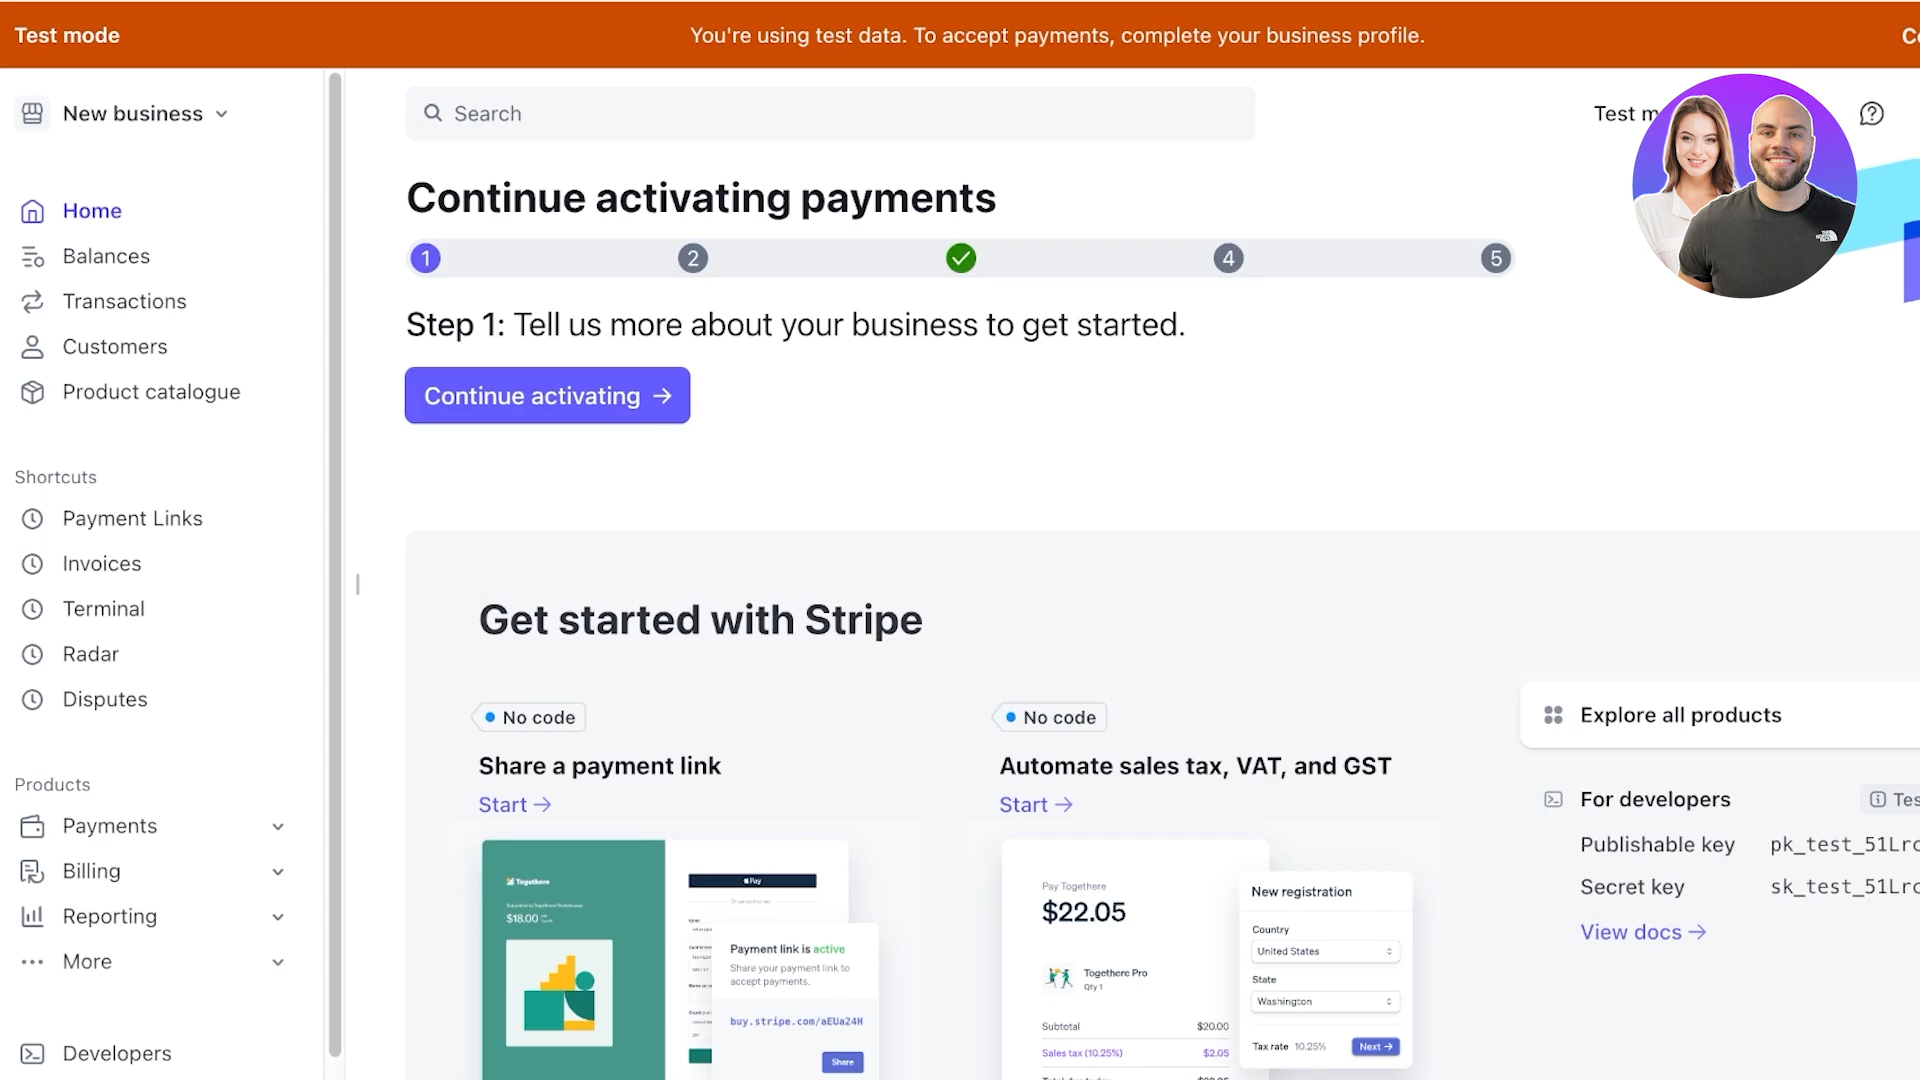 Test mode
You're using test data. To accept payments, complete your business profile.
New business
Search
Test m
Home
Balances
Transactions
Customers
Product catalogue
Shortcuts
Payment Links
Invoices
Terminal
Radar
Disputes
Products
Payments
Billing
Reporting
More
Developers
Continue activating payments
1
2
4
5
Step 1: Tell us more about your business to get started.
Continue activating →
Get started with Stripe
No code
Share a payment link
Start →
Togethere
$18.00
Pay
Payment link is active
Share your payment link to
accept payments.
buy.stripe.com/aEUa24H
Share
No code
Automate sales tax, VAT, and GST
Start →
Pay Togethere
$22.05
Togethere Pro
Qty 1
Subtotal $20.00
Sales tax (10.25%) $2.05
New registration
Country
United States
State
Washington
Tax rate 10.25%
Next →
Explore all products
For developers
Tes
Publishable key pk_test_51Lrc
Secret key sk_test_51Lrc
View docs →